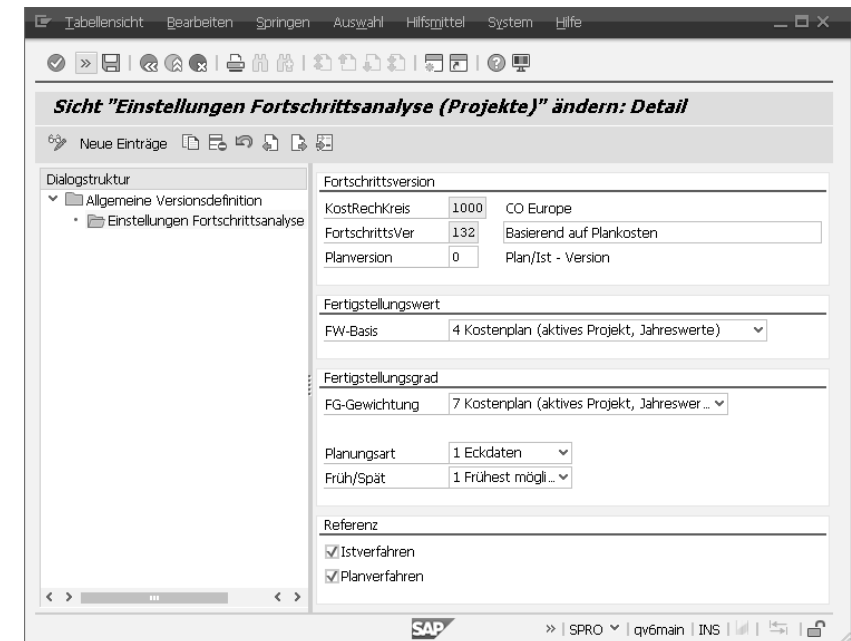 Tabellensicht Bearbeiten Springen Auswahl Hilfsmittel System Hilfe
Sicht "Einstellungen Fortschrittsanalyse (Projekte)" ändern: Detail
Neue Einträge
Dialogstruktur
Allgemeine Versionsdefinition
Einstellungen Fortschrittsanalyse
Fortschrittsversion
KostRechKreis 1000 CO Europe
FortschrittsVer 132 Basierend auf Plankosten
Planversion 0 Plan/Ist - Version
Fertigstellungswert
FW-Basis 4 Kostenplan (aktives Projekt, Jahreswerte)
Fertigstellungsgrad
FG-Gewichtung 7 Kostenplan (aktives Projekt, Jahreswer...
Planungsart 1 Eckdaten
Früh/Spät 1 Frühest mögli...
Referenz
Istverfahren
Planverfahren
SAP » | SPRO | qv6main | INS